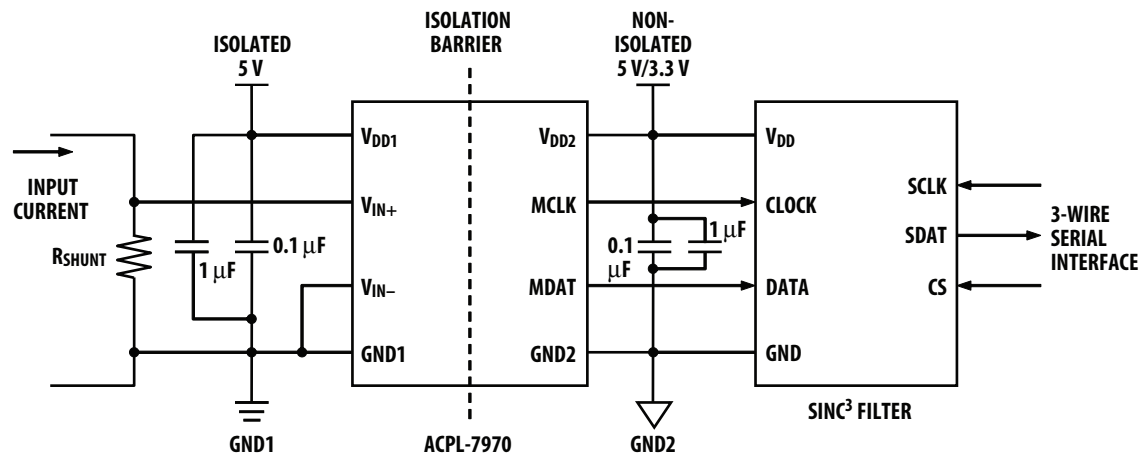 ISOLATION
BARRIER
ISOLATED
5 V
NON-
ISOLATED
5 V/3.3 V
INPUT
CURRENT
RSHUNT
1 μF
0.1 μF
VDD1
VIN+
VIN–
GND1
VDD2
MCLK
MDAT
GND2
0.1
μF
1 μF
VDD
CLOCK
DATA
GND
SCLK
SDAT
CS
3-WIRE
SERIAL
INTERFACE
GND1
ACPL-7970
GND2
SINC³ FILTER